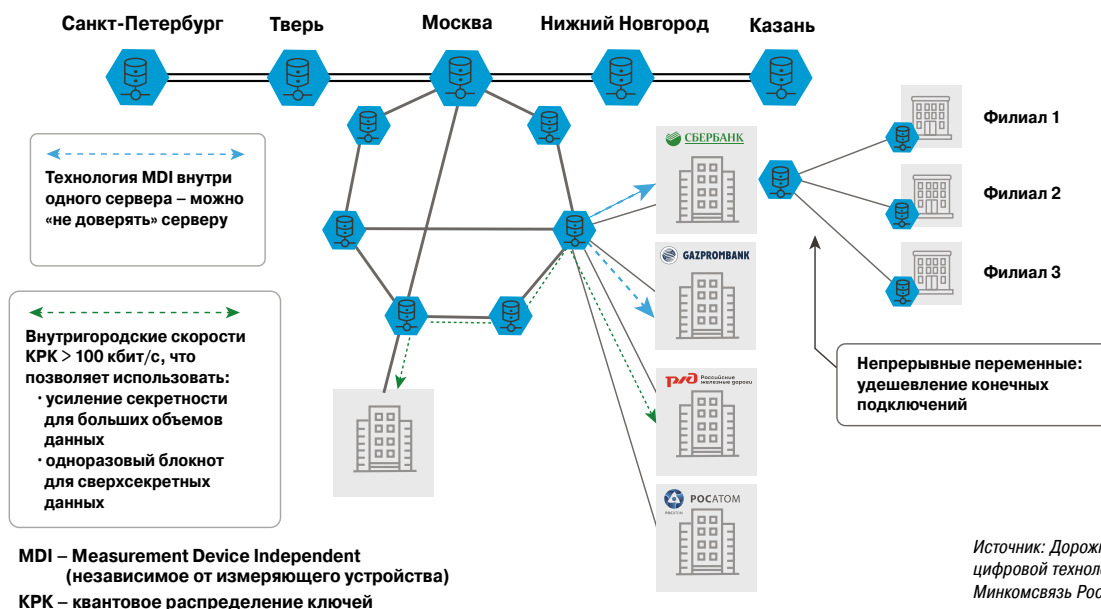 Санкт-Петербург
Тверь
Москва
Нижний Новгород
Казань
Технология MDI внутри
одного сервера – можно
«не доверять» серверу
Внутригородские скорости
КРК > 100 кбит/с, что
позволяет использовать:
· усиление секретности
для больших объемов
данных
· одноразовый блокнот
для сверхсекретных
данных
СБЕРБАНК
GAZPROMBANK
ржд Российские
железные дороги
РОСАТОМ
РОСАТОМ
Филиал 1
Филиал 2
Филиал 3
Непрерывные переменные:
удешевление конечных
подключений
MDI – Measurement Device Independent
(независимое от измеряющего устройства)
КРК – квантовое распределение ключей
Источник: Дорожн
цифровой техноло
Минкомсвязь Рос